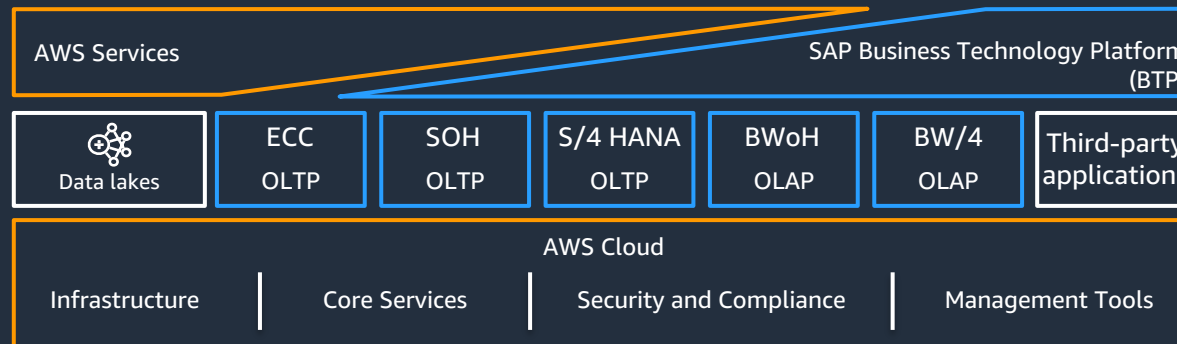 AWS Services
SAP Business Technology Platform
(BTP
Data lakes
ECC
OLTP
SOH
OLTP
S/4 HANA
OLTP
BWoH
OLAP
BW/4
OLAP
Third-party
application
AWS Cloud
Infrastructure
Core Services
Security and Compliance
Management Tools